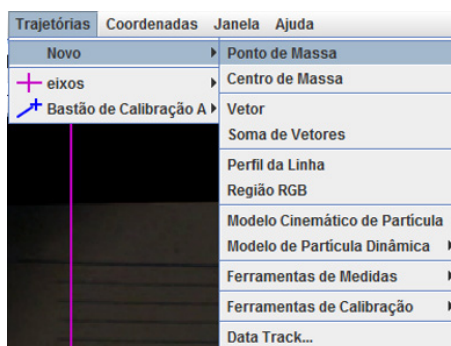 Trajetórias Coordenadas Janela Ajuda
Novo
eixos
Bastão de Calibração A
Ponto de Massa
Centro de Massa
Vetor
Soma de Vetores
Perfil da Linha
Região RGB
Modelo Cinemático de Partícula
Modelo de Partícula Dinâmica
Ferramentas de Medidas
Ferramentas de Calibração
Data Track...